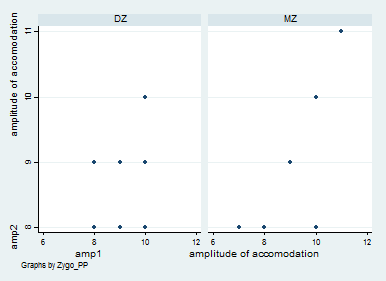 DZ
MZ
amp2 amplitude of accomodation
11
10
9
8
6 8 10 12
6 8 10 12
amp1 amplitude of accomodation
Graphs by Zygo_PP